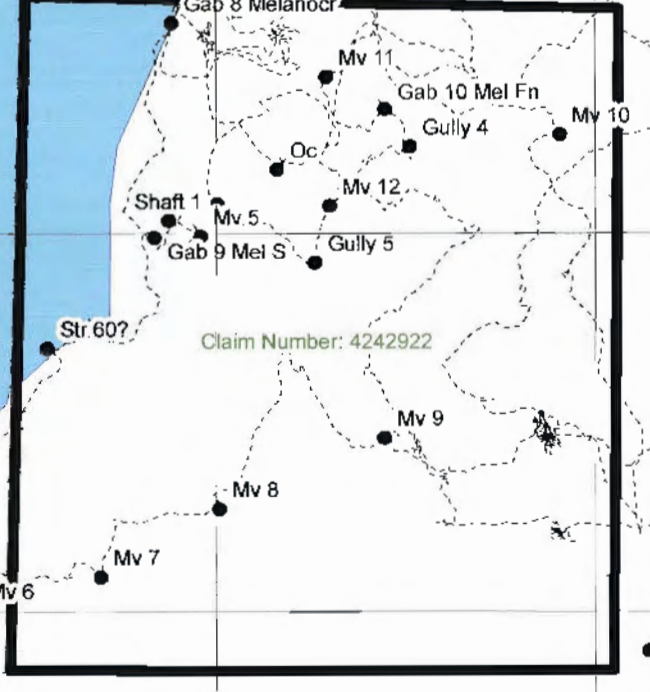 Gab 8 Melanocr
Mv 11
Gab 10 Mel Fn
Mv 10
Gully 4
Oc
Mv 12
Shaft 1
Mv 5
Gully 5
Gab 9 Mel S
Str 60?
Claim Number: 4242922
Mv 9
Mv 8
Mv 7
Mv 6